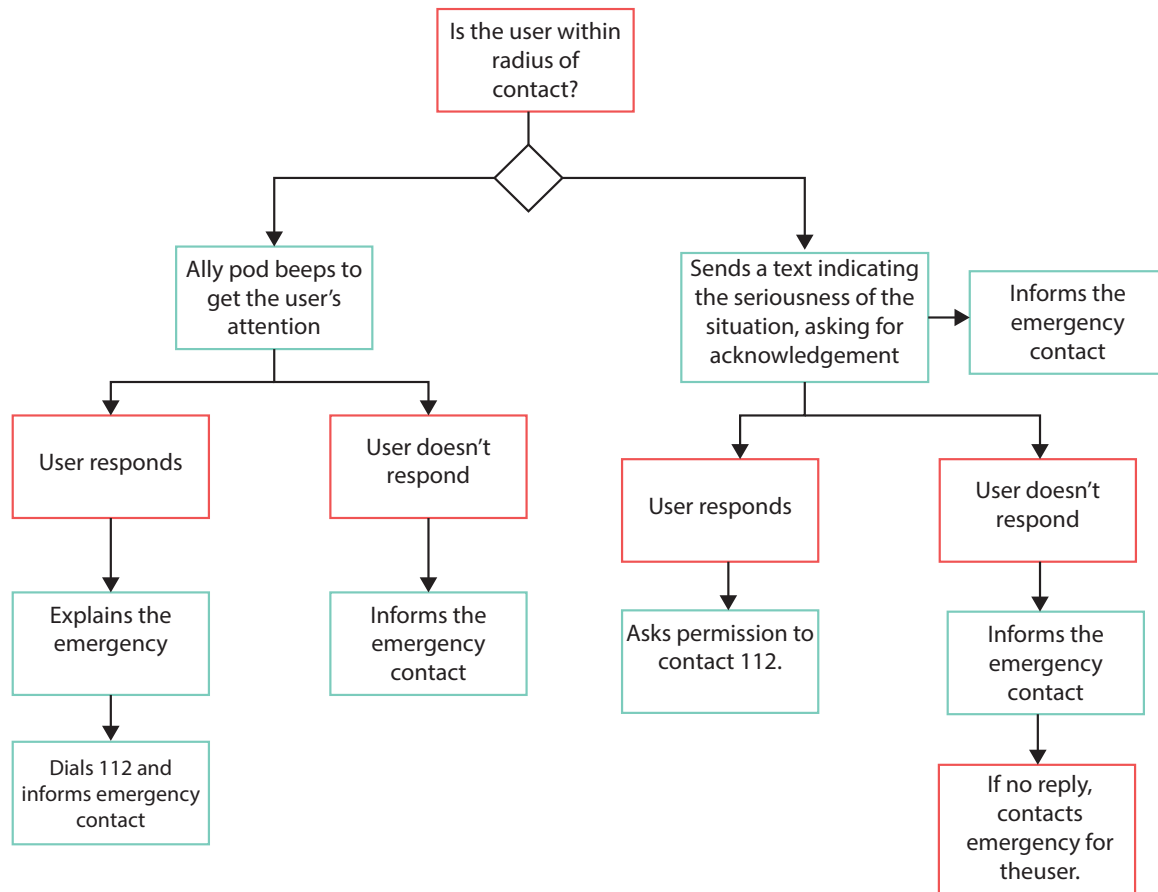 Is the user within
radius of
contact?
Ally pod beeps to
get the user's
attention
Sends a text indicating
the seriousness of the
situation, asking for
acknowledgement
Informs the
emergency
contact
User responds
User doesn't
respond
User responds
User doesn't
respond
Explains the
emergency
Informs the
emergency
contact
Asks permission to
contact 112.
Informs the
emergency
contact
Dials 112 and
informs emergency
contact
If no reply,
contacts
emergency for
theuser.